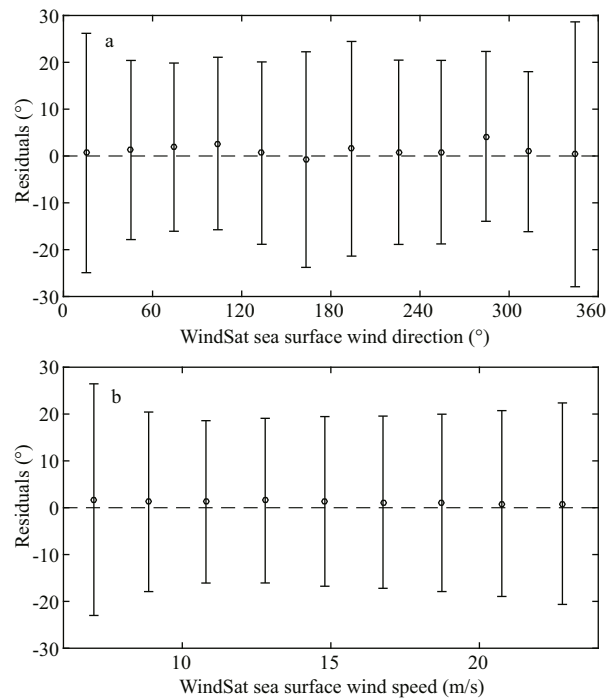 30
a
20
10
0
-10
-20
-30
Residuals (°)
0 60 120 180 240 300 360
WindSat sea surface wind direction (°)
30
b
20
10
0
-10
-20
-30
Residuals (°)
10 15 20
WindSat sea surface wind speed (m/s)